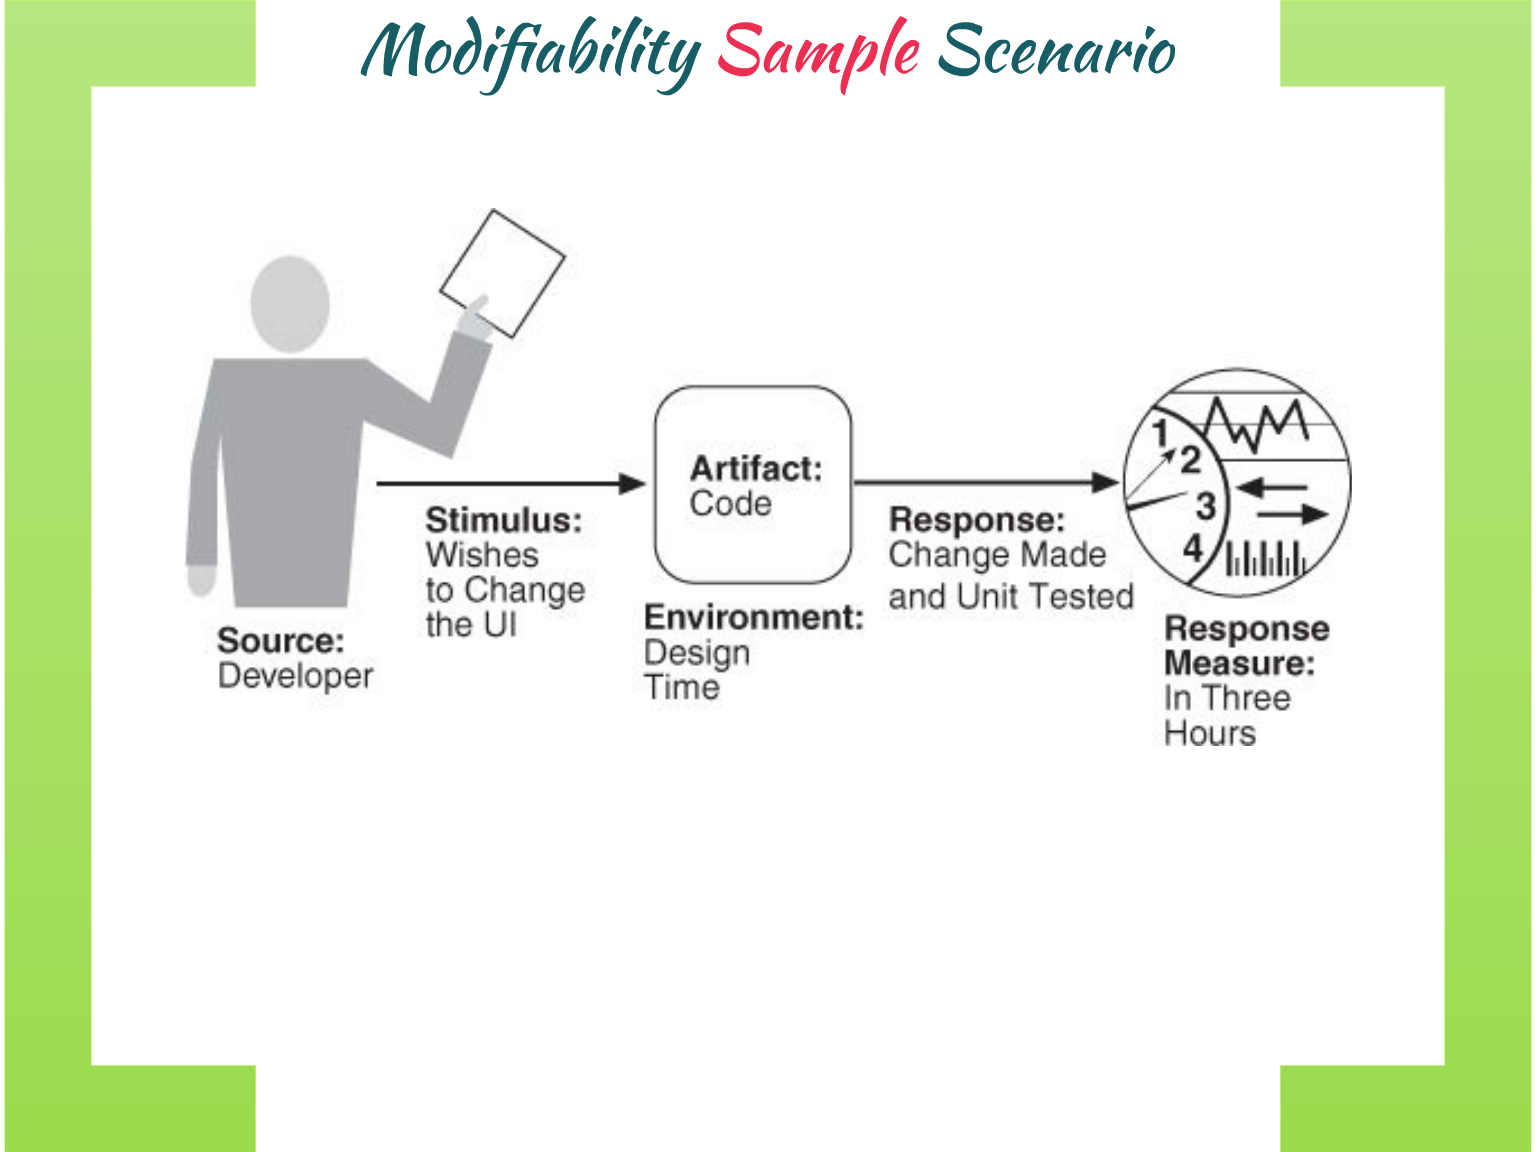 Modifiability Sample Scenario
Source:
Developer
Stimulus:
Wishes
to Change
the UI
Artifact:
Code
Environment:
Design
Time
Response:
Change Made
and Unit Tested
1
2
3
4
Response
Measure:
In Three
Hours